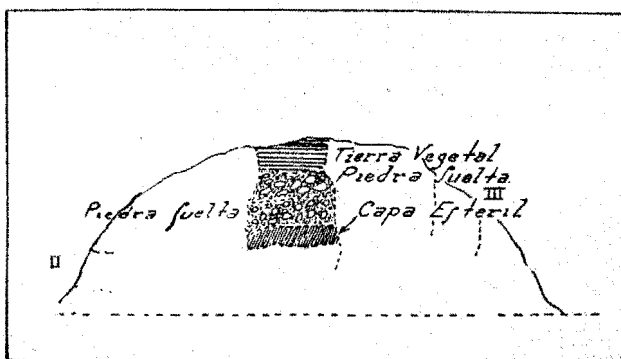 Tierra Vegetal
Piedra Suelta
III
Piedra Suelta
Capa Esteril
II